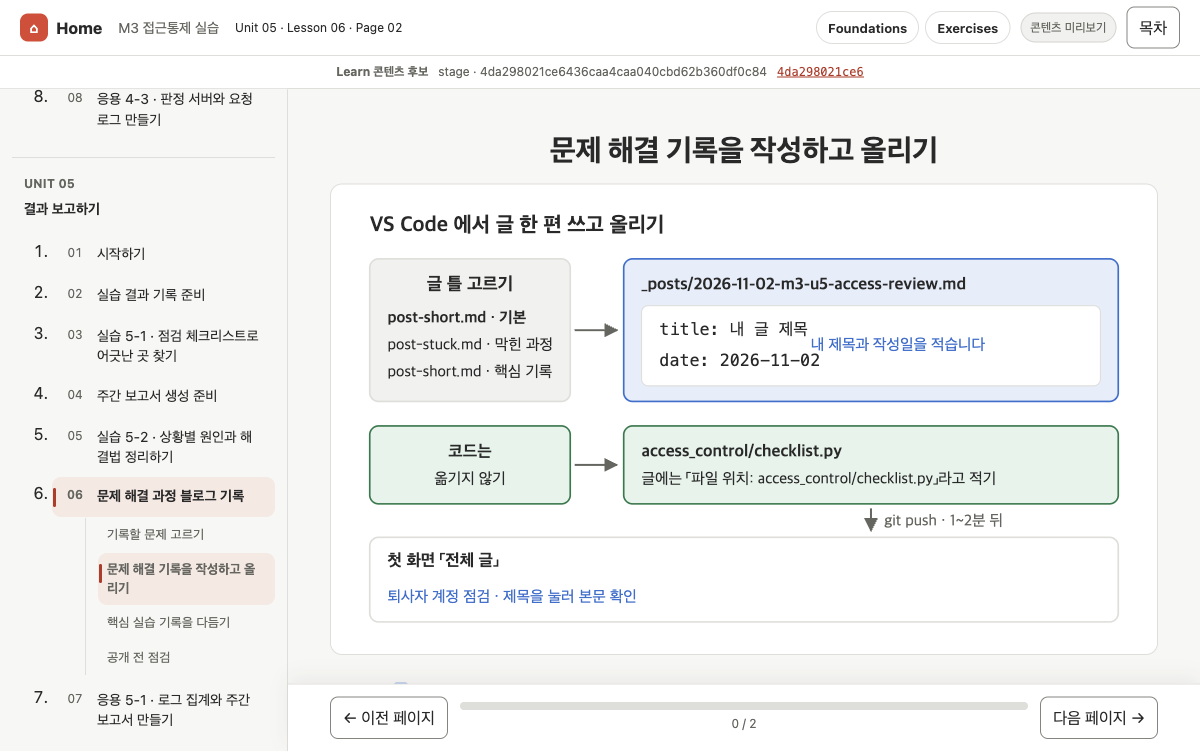 Home M3 접근통제 실습 Unit 05 · Lesson 06 · Page 02 Foundations Exercises 콘텐츠 미리보기 목차
Learn 콘텐츠 후보 stage · 4da298021ce6436caa4caa040cbd62b360df0c84 4da298021ce6
8. 08 응용 4-3 · 판정 서버와 요청
로그 만들기
UNIT 05
결과 보고하기
1. 01 시작하기
2. 02 실습 결과 기록 준비
3. 03 실습 5-1 · 점검 체크리스트로
어긋난 곳 찾기
4. 04 주간 보고서 생성 준비
5. 05 실습 5-2 · 상황별 원인과 해
결법 정리하기
6. 06 문제 해결 과정 블로그 기록
기록할 문제 고르기
문제 해결 기록을 작성하고 올
리기
핵심 실습 기록을 다듬기
공개 전 점검
7. 07 응용 5-1 · 로그 집계와 주간
보고서 만들기
문제 해결 기록을 작성하고 올리기
VS Code 에서 글 한 편 쓰고 올리기
글 틀 고르기
post-short.md · 기본
post-stuck.md · 막힌 과정
post-short.md · 핵심 기록
_posts/2026-11-02-m3-u5-access-review.md
title: 내 글 제목
내 제목과 작성일을 적습니다
date: 2026-11-02
코드는
옮기지 않기
access_control/checklist.py
글에는 「파일 위치: access_control/checklist.py」라고 적기
git push · 1~2분 뒤
첫 화면 「전체 글」
퇴사자 계정 점검 · 제목을 눌러 본문 확인
← 이전 페이지
0 / 2
다음 페이지 →